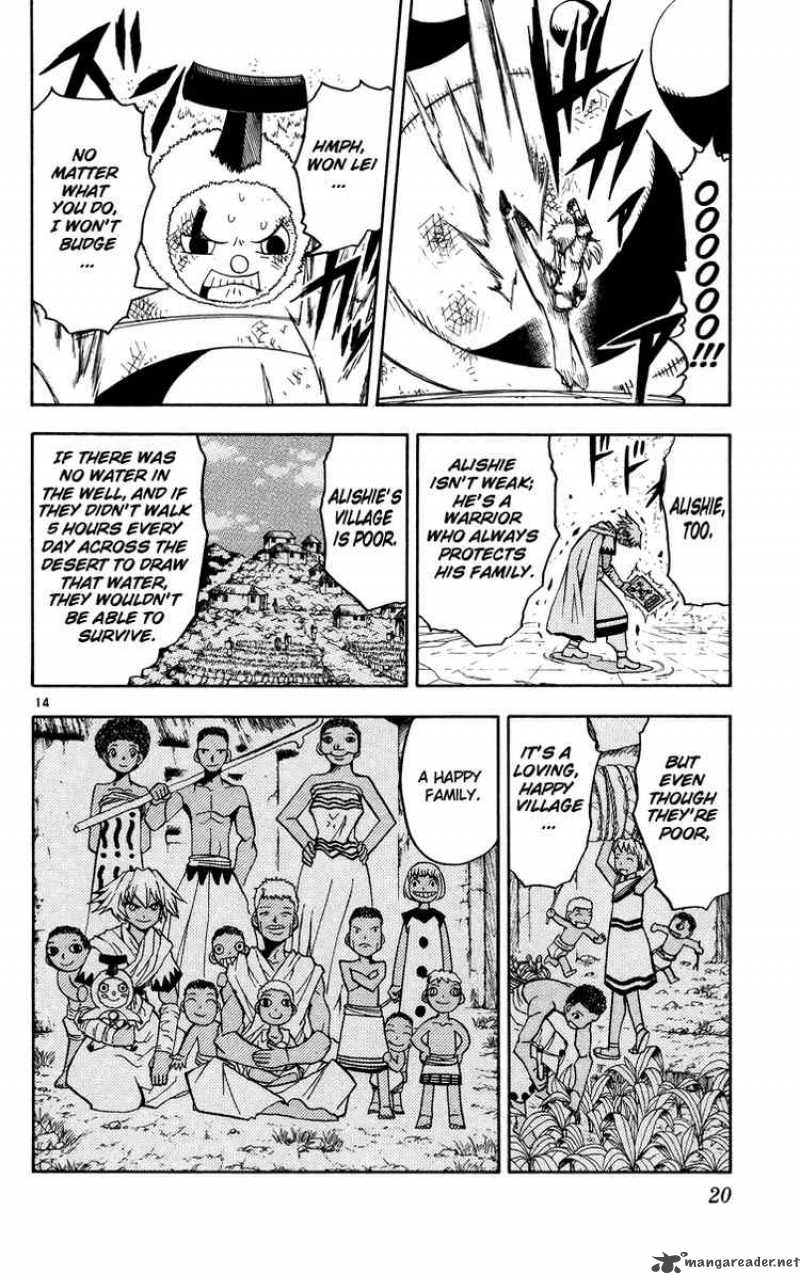 OOOOOOO!!!
HMPH,
WON LEI
...
NO
MATTER
WHAT
YOU DO,
I WON'T
BUDGE
...
ALISHIE,
TOO.
ALISHIE
ISN'T WEAK;
HE'S A
WARRIOR
WHO ALWAYS
PROTECTS
HIS FAMILY.
ALISHIE'S
VILLAGE
IS POOR.
IF THERE WAS
NO WATER IN
THE WELL, AND IF
THEY DIDN'T WALK
5 HOURS EVERY
DAY ACROSS THE
DESERT TO DRAW
THAT WATER,
THEY WOULDN'T
BE ABLE TO
SURVIVE.
14
BUT
EVEN
THOUGH
THEY'RE
POOR,
IT'S A
LOVING,
HAPPY
VILLAGE
...
A HAPPY
FAMILY.
20
mangareader.net